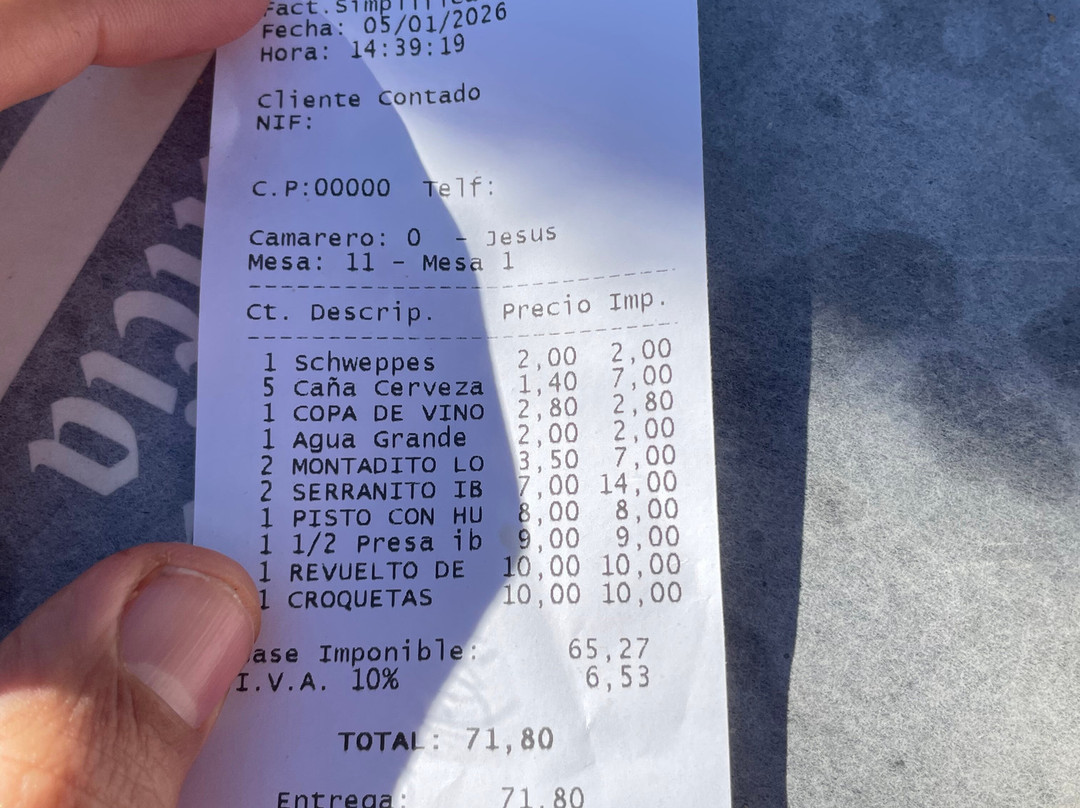 Fact.Simplific
Fecha: 05/01/2026
Hora: 14:39:19
Cliente Contado
NIF:
C.P:00000 Telf:
Camarero: 0 - Jesus
Mesa: 11 - Mesa 1
Ct. Descrip. Precio Imp.
1 Schweppes 2,00 2,00
5 Caña Cerveza 1,40 7,00
1 COPA DE VINO 2,80 2,80
1 Agua Grande 2,00 2,00
2 MONTADITO LO 3,50 7,00
2 SERRANITO IB 7,00 14,00
1 PISTO CON HU 8,00 8,00
1 1/2 Presa ib 9,00 9,00
1 REVUELTO DE 10,00 10,00
1 CROQUETAS 10,00 10,00
ase Imponible: 65,27
I.V.A. 10% 6,53
TOTAL: 71,80
Entrega: 71,80